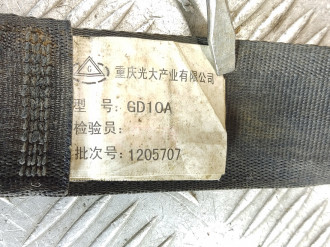 重庆光大产业有限公司
型 号: GD10A
检验员:
批次号: 1205707